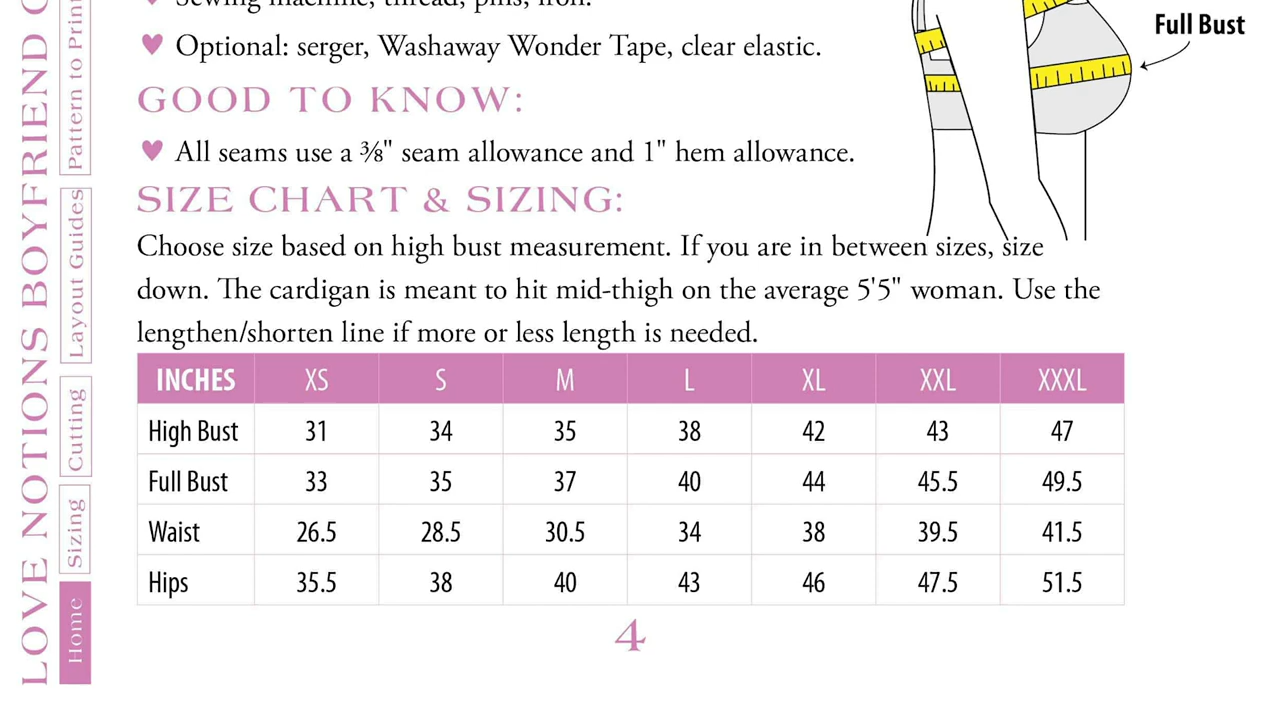 Sewing machine, thread, pins, iron.
♥ Optional: serger, Washaway Wonder Tape, clear elastic.
GOOD TO KNOW:
♥ All seams use a ⅜" seam allowance and 1" hem allowance.
SIZE CHART & SIZING:
Choose size based on high bust measurement. If you are in between sizes, size
down. The cardigan is meant to hit mid-thigh on the average 5'5" woman. Use the
lengthen/shorten line if more or less length is needed.
INCHES XS S M L XL XXL XXXL
High Bust 31 34 35 38 42 43 47
Full Bust 33 35 37 40 44 45.5 49.5
Waist 26.5 28.5 30.5 34 38 39.5 41.5
Hips 35.5 38 40 43 46 47.5 51.5
4
Full Bust
LOVE NOTIONS BOYFRIEND
Pattern to Print
Layout Guides
Cutting
Sizing
Home